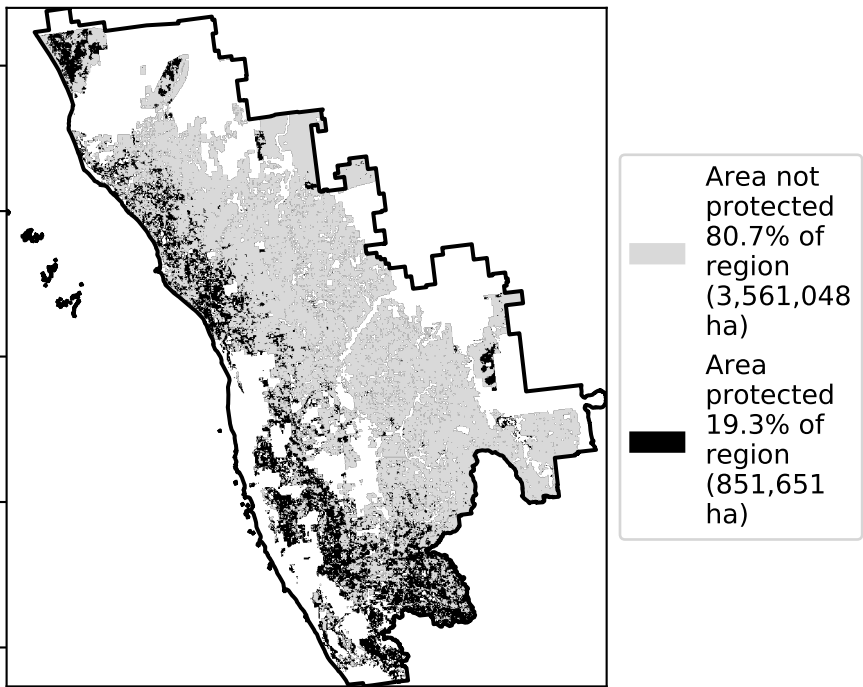 Area not
protected
80.7% of
region
(3,561,048
ha)
Area
protected
19.3% of
region
(851,651
ha)